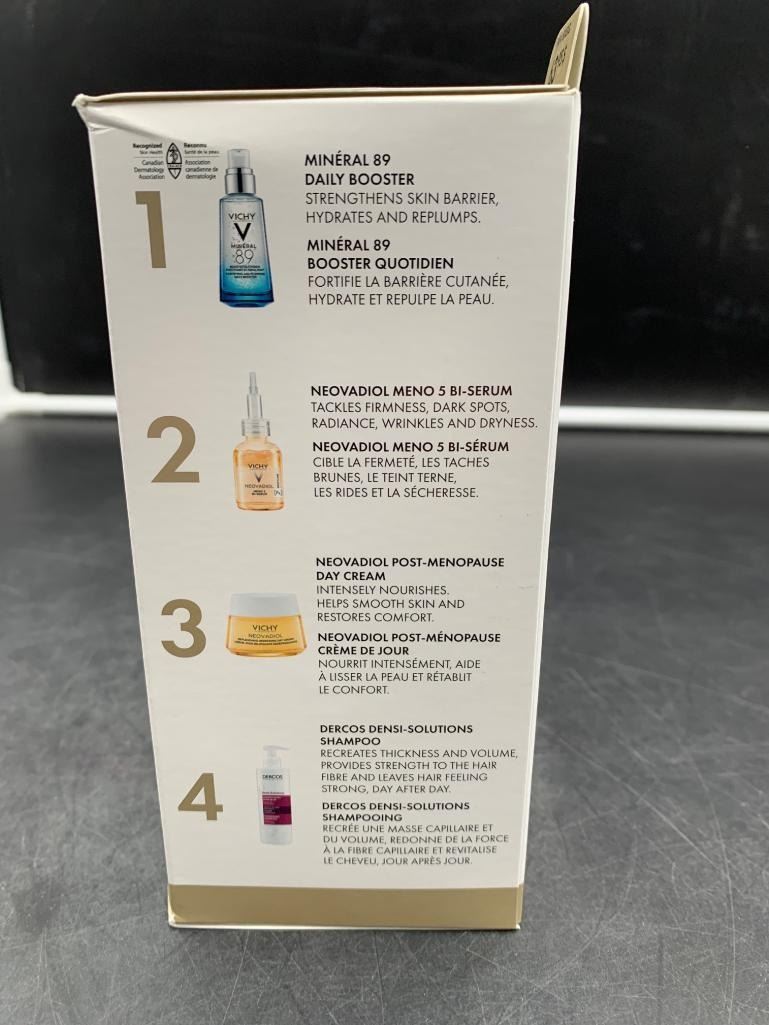 Recognized
Skin Health
Canadian
Dermatology
Association
Reconnu
Santé de la peau
Association
canadienne de
dermatologie
1
VICHY
V
MINÉRAL
89
MINÉRAL 89
DAILY BOOSTER
STRENGTHENS SKIN BARRIER,
HYDRATES AND REPLUMPS.
MINÉRAL 89
BOOSTER QUOTIDIEN
FORTIFIE LA BARRIÈRE CUTANÉE,
HYDRATE ET REPULPE LA PEAU.
2
VICHY
V
NEOVADIOL
MENO 5
BI-SERUM
NEOVADIOL MENO 5 BI-SERUM
TACKLES FIRMNESS, DARK SPOTS,
RADIANCE, WRINKLES AND DRYNESS.
NEOVADIOL MENO 5 BI-SÉRUM
CIBLE LA FERMETÉ, LES TACHES
BRUNES, LE TEINT TERNE,
LES RIDES ET LA SÉCHERESSE.
3
VICHY
NEOVADIOL
NEOVADIOL POST-MENOPAUSE
DAY CREAM
INTENSELY NOURISHES.
HELPS SMOOTH SKIN AND
RESTORES COMFORT.
NEOVADIOL POST-MÉNOPAUSE
CRÈME DE JOUR
NOURRIT INTENSÉMENT, AIDE
À LISSER LA PEAU ET RÉTABLIT
LE CONFORT.
4
DERCOS
DERCOS DENSI-SOLUTIONS
SHAMPOO
RECREATES THICKNESS AND VOLUME,
PROVIDES STRENGTH TO THE HAIR
FIBRE AND LEAVES HAIR FEELING
STRONG, DAY AFTER DAY.
DERCOS DENSI-SOLUTIONS
SHAMPOOING
RECRÉE UNE MASSE CAPILLAIRE ET
DU VOLUME, REDONNE DE LA FORCE
À LA FIBRE CAPILLAIRE ET REVITALISE
LE CHEVEU, JOUR APRÈS JOUR.